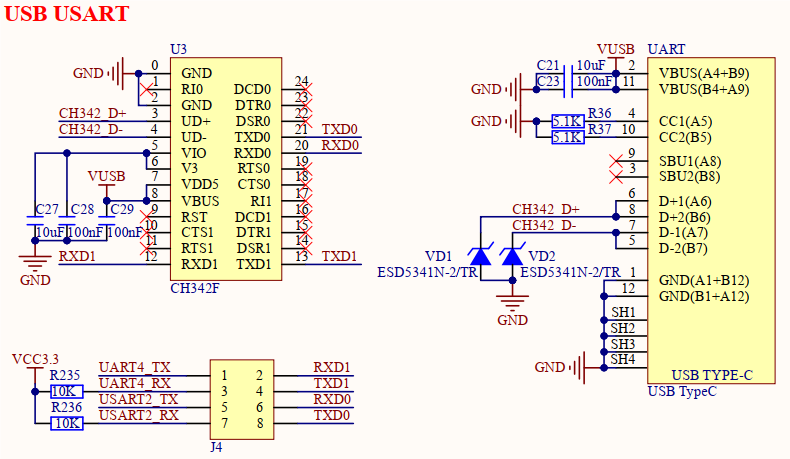 USB USART
U3
0 GND
1 RI0 DCD0 24
2 GND DTR0 23
3 UD+ DSR0 22
4 UD- TXD0 21
5 VIO RXD0 20
6 V3 RTS0 19
7 VDD5 CTS0 18
8 VBUS RI1 17
9 RST DCD1 16
10 CTS1 DTR1 15
11 RTS1 DSR1 14
12 RXD1 TXD1 13
CH342F
GND
CH342_D+
CH342_D-
TXD0
RXD0
VUSB
C27 C28 C29
10uF 100nF 100nF
RXD1
TXD1
GND
VUSB
UART
C21 10uF
C23 100nF
GND
GND
5.1K R36
5.1K R37
2 VBUS(A4+B9)
11 VBUS(B4+A9)
4 CC1(A5)
10 CC2(B5)
9 SBU1(A8)
3 SBU2(B8)
6 D+1(A6)
8 D+2(B6)
7 D-1(A7)
5 D-2(B7)
1 GND(A1+B12)
12 GND(B1+A12)
SH1
SH2
SH3
SH4
USB TYPE-C
USB TypeC
CH342_D+
CH342_D-
VD1 VD2
ESD5341N-2/TR ESD5341N-2/TR
GND
GND
VCC3.3
R235
10K
R236
10K
UART4_TX 1 2 RXD1
UART4_RX 3 4 TXD1
USART2_TX 5 6 RXD0
USART2_RX 7 8 TXD0
J4